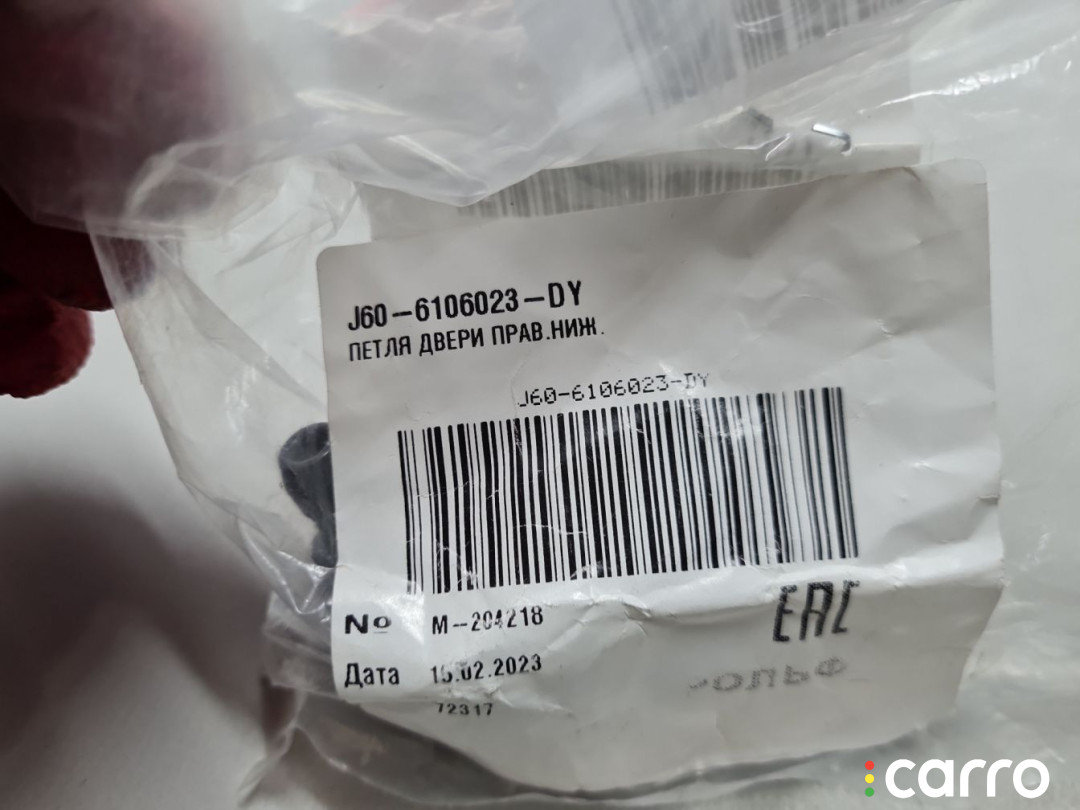 J60-6106023-DY
ПЕТЛЯ ДВЕРИ ПРАВ.НИЖ.
J60-6106023-DY
№ M-204218
EAC
Дата 15.02.2023
72317
carro